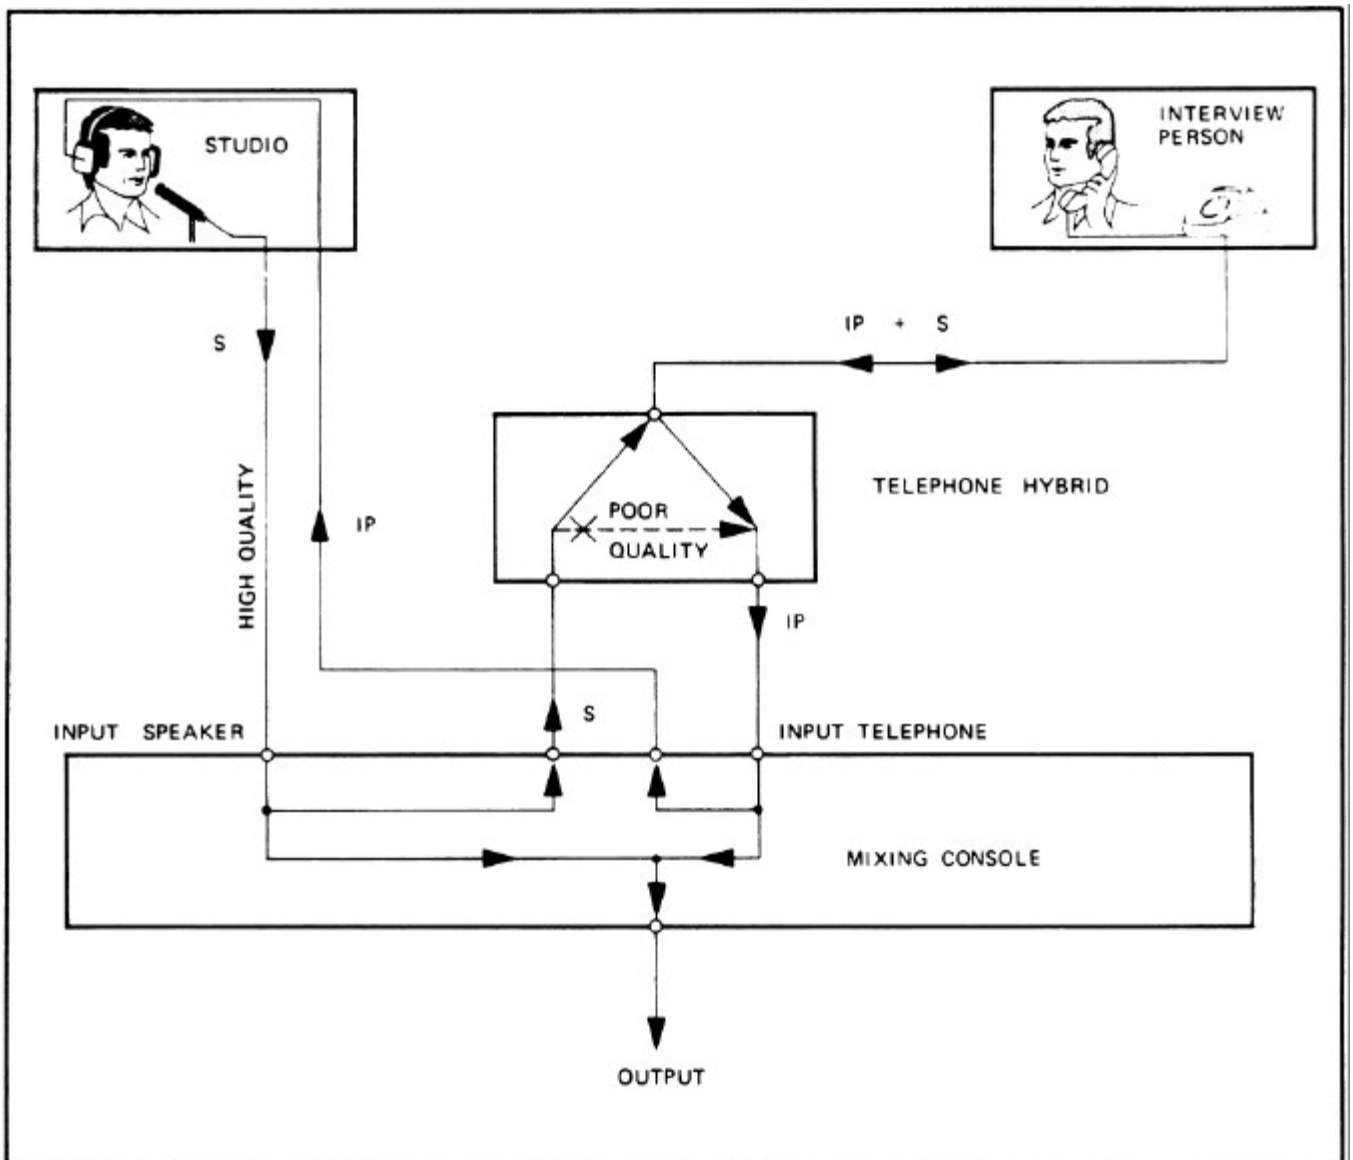 STUDIO
INTERVIEW
PERSON
S
IP + S
HIGH QUALITY
IP
TELEPHONE HYBRID
POOR
QUALITY
IP
S
INPUT SPEAKER
INPUT TELEPHONE
MIXING CONSOLE
OUTPUT